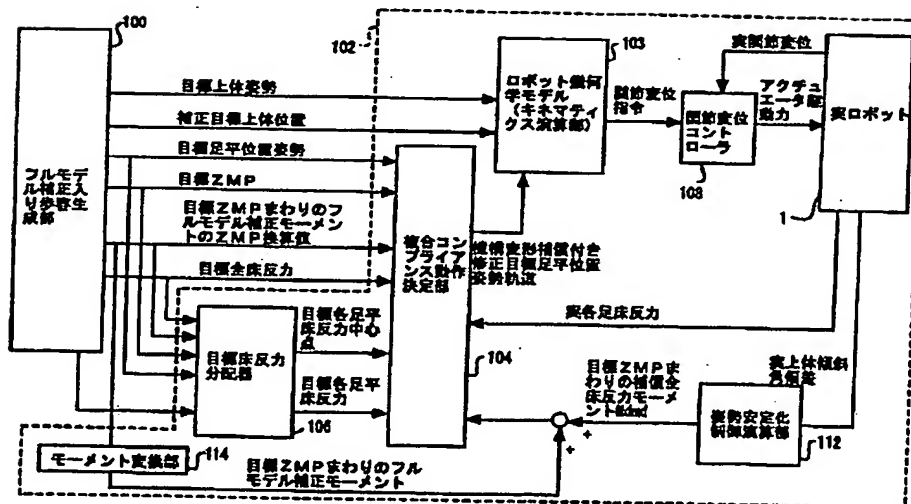 100
フルモデル補正入り歩容生成部
102
目標上体姿勢
補正目標上体位置
目標足平位置姿勢
目標ZMP
目標ZMPまわりのフ
ルモデル補正モーメン
トのZMP換算値
目標全床反力
103
ロボット幾何
学モデル
(キネマティ
クス演算部)
関節変位
指令
実関節変位
関節変位
コント
ローラ
108
アクチュ
エータ駆
動力
実ロボット
1
複合コン
プライア
ンス動作
決定部
機構変形補償付き
修正目標足平位置
姿勢軌道
104
実各足床反力
目標床反力
分配器
106
目標各足平
床反力中心
点
目標各足平
床反力
目標ZMPま
わりの補償全
床反力モーメ
ント
実上体傾斜
角偏差
姿勢安定化
制御演算部
112
モーメント変換部
114
目標ZMPまわりのフル
モデル補正モーメント
+
+